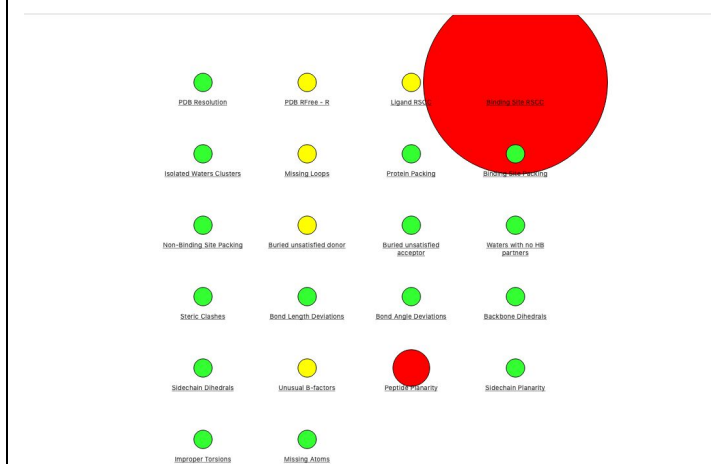 PDB Resolution
PDB RFree - R
Ligand RSCC
Binding Site RSCC
Isolated Waters Clusters
Missing Loops
Protein Packing
Binding Site Packing
Non-Binding Site Packing
Buried unsatisfied donor
Buried unsatisfied
acceptor
Waters with no HB
partners
Steric Clashes
Bond Length Deviations
Bond Angle Deviations
Backbone Dihedrals
Sidechain Dihedrals
Unusual B-factors
Peptide Planarity
Sidechain Planarity
Improper Torsions
Missing Atoms